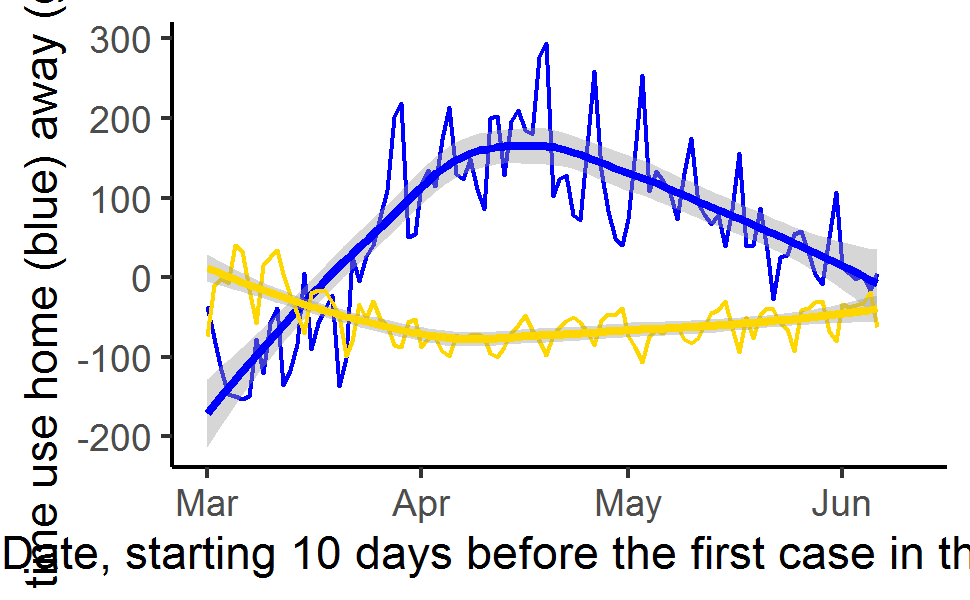 time use home (blue) away (
300
200
100
0
-100
-200
Mar Apr May Jun
Date, starting 10 days before the first case in th